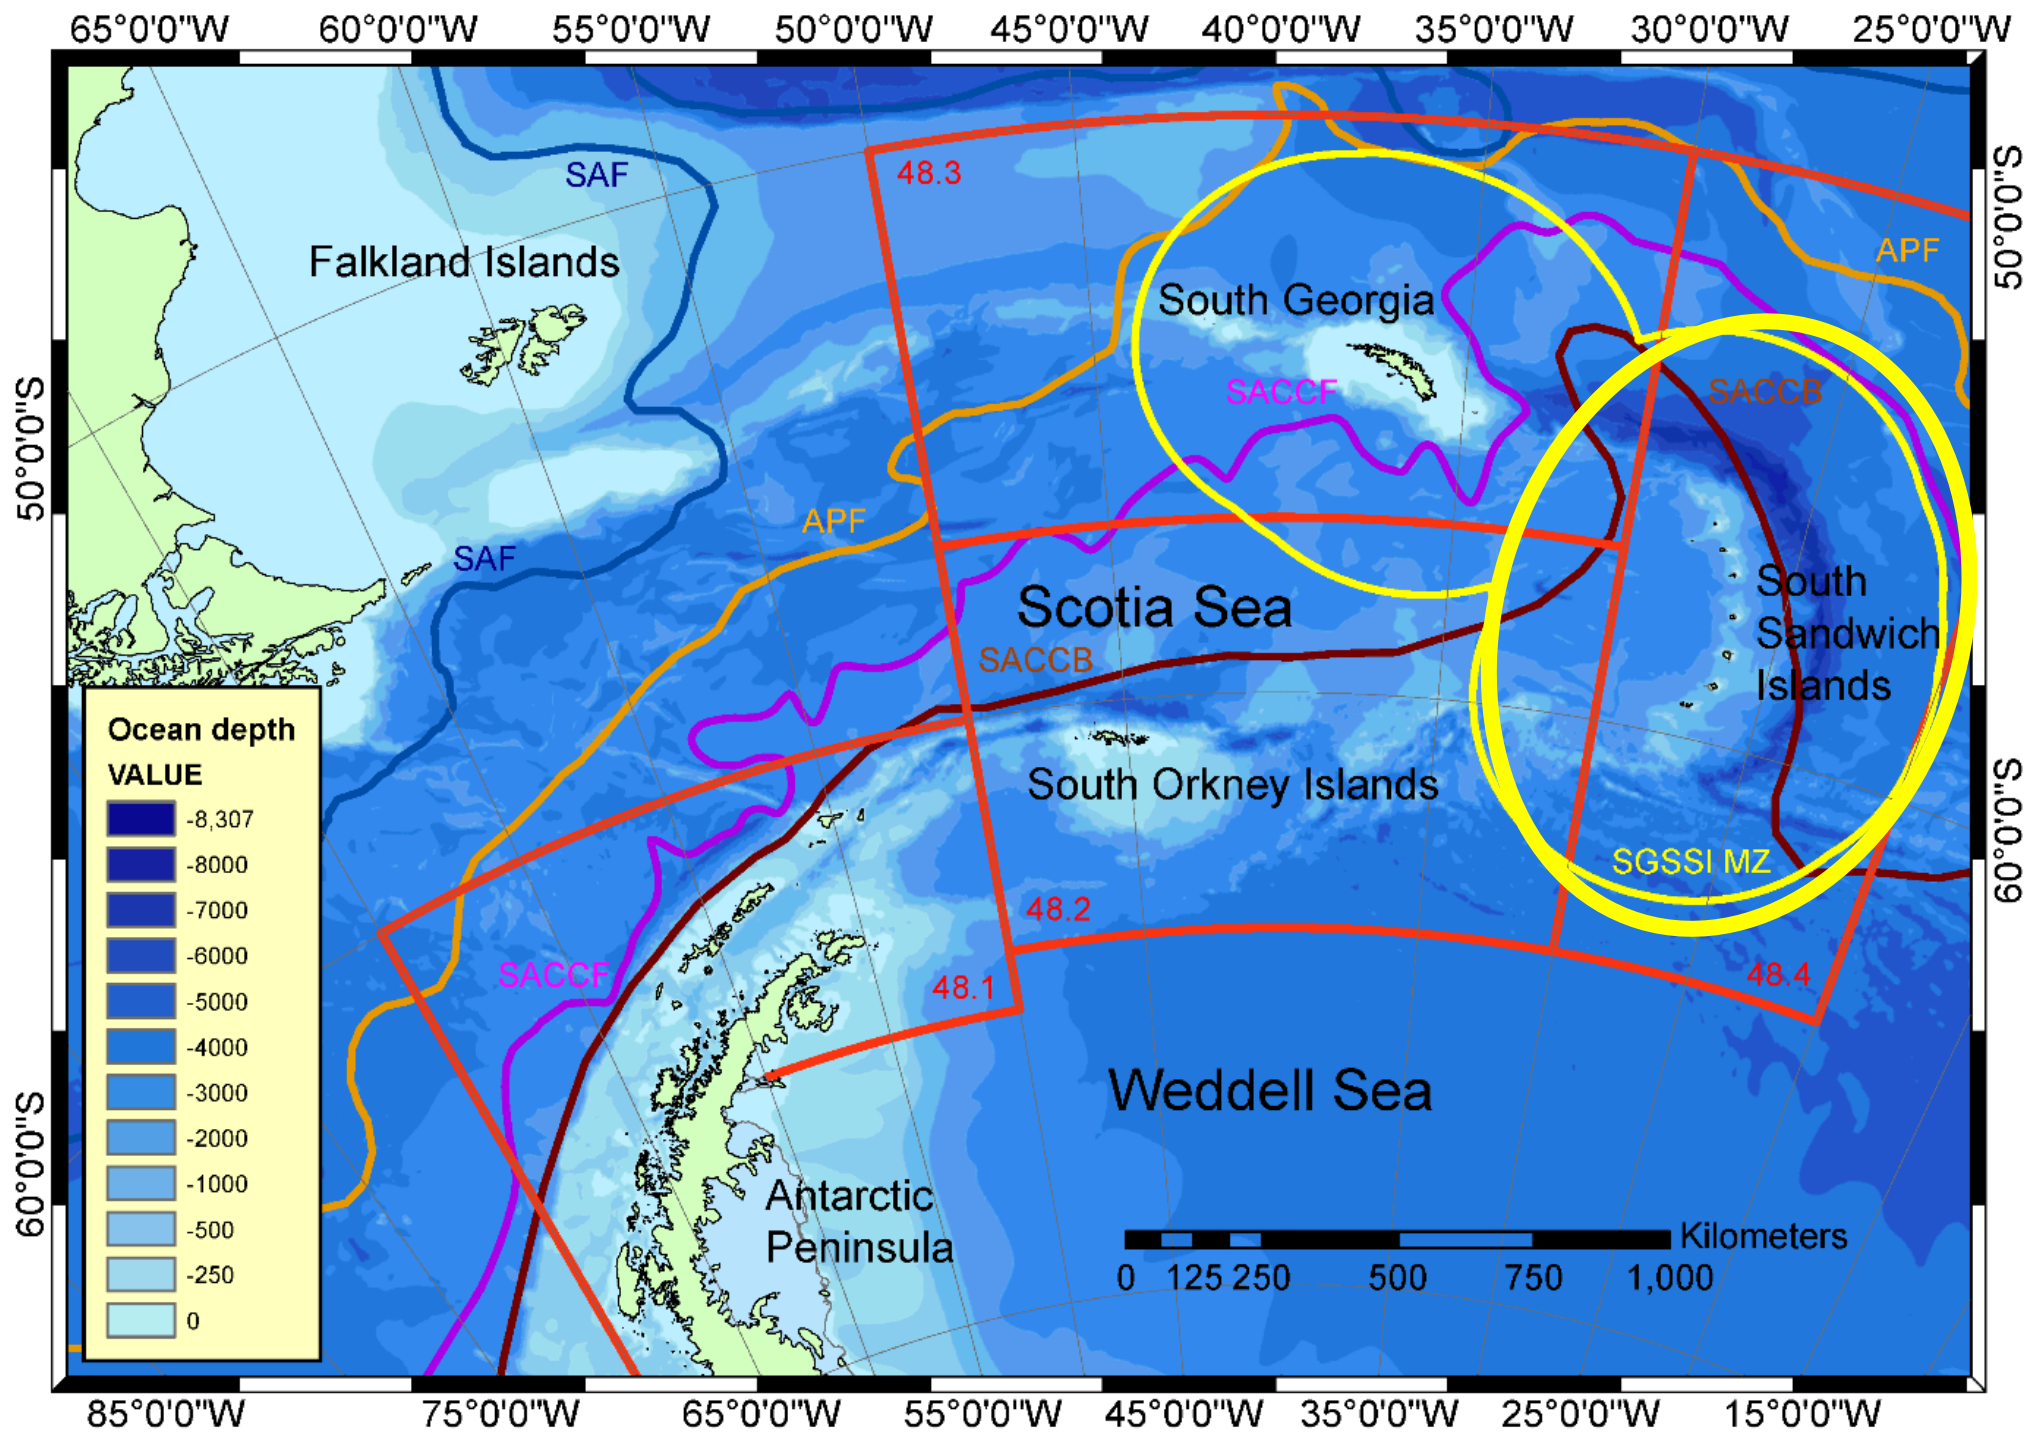 65°0'0"W 60°0'0"W 55°0'0"W 50°0'0"W 45°0'0"W 40°0'0"W 35°0'0"W 30°0'0"W 25°0'0"W
50°0'0"S
60°0'0"S
50°0'0"S
60°0'0"S
SAF
48.3
Falkland Islands
APF
South Georgia
SACCF
SACCB
APF
SAF
South
Sandwich
Islands
Scotia Sea
SACCB
South Orkney Islands
SGSSI MZ
48.2
48.1
48.4
SACCF
Weddell Sea
Antarctic
Peninsula
Ocean depth
VALUE
-8,307
-8000
-7000
-6000
-5000
-4000
-3000
-2000
-1000
-500
-250
0
Kilometers
0 125 250 500 750 1,000
85°0'0"W 75°0'0"W 65°0'0"W 55°0'0"W 45°0'0"W 35°0'0"W 25°0'0"W 15°0'0"W